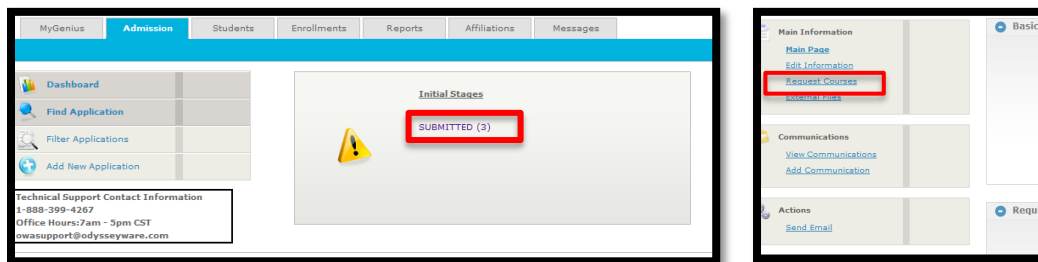 MyGenius Admission Students Enrollments Reports Affiliations Messages
Dashboard
Find Application
Filter Applications
Add New Application
Technical Support Contact Information
1-888-399-4267
Office Hours:7am - 5pm CST
owasupport@odysseyware.com
Initial Stages
SUBMITTED (3)
Main Information
Main Page
Edit Information
Request Courses
External Files
Communications
View Communications
Add Communication
Actions
Send Email
Basic
Requ